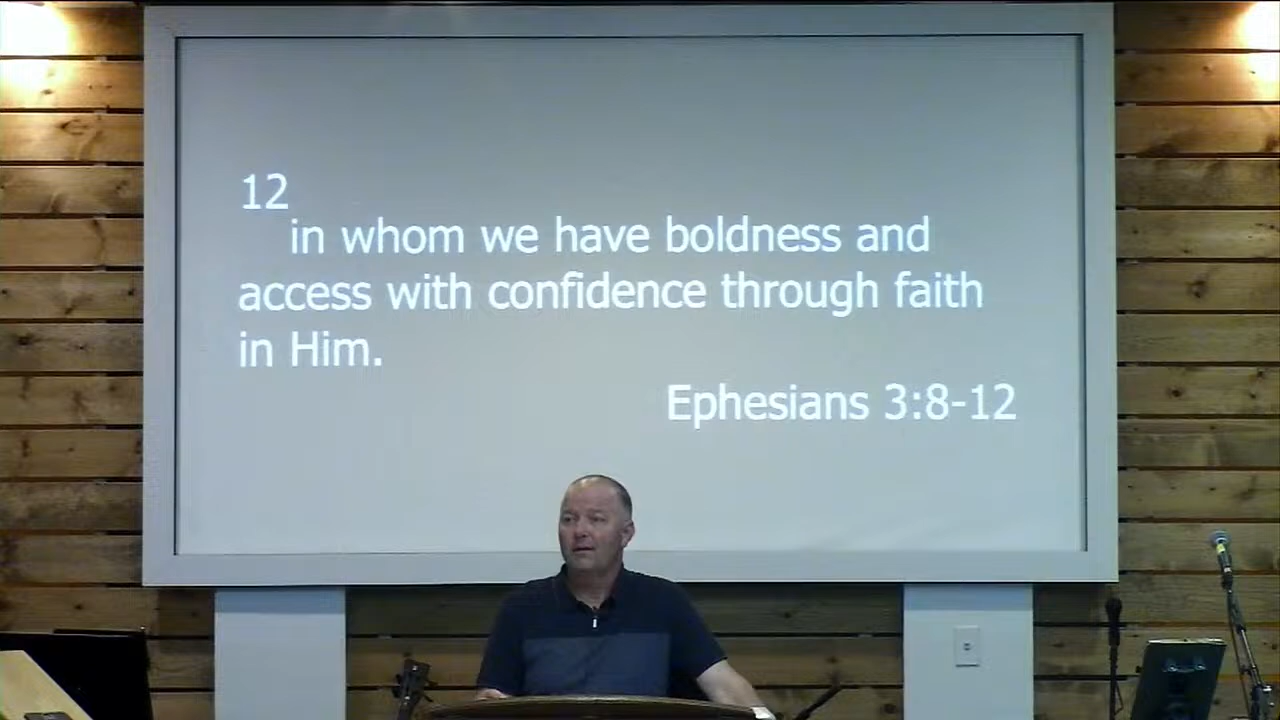 12
in whom we have boldness and
access with confidence through faith
in Him.
Ephesians 3:8-12